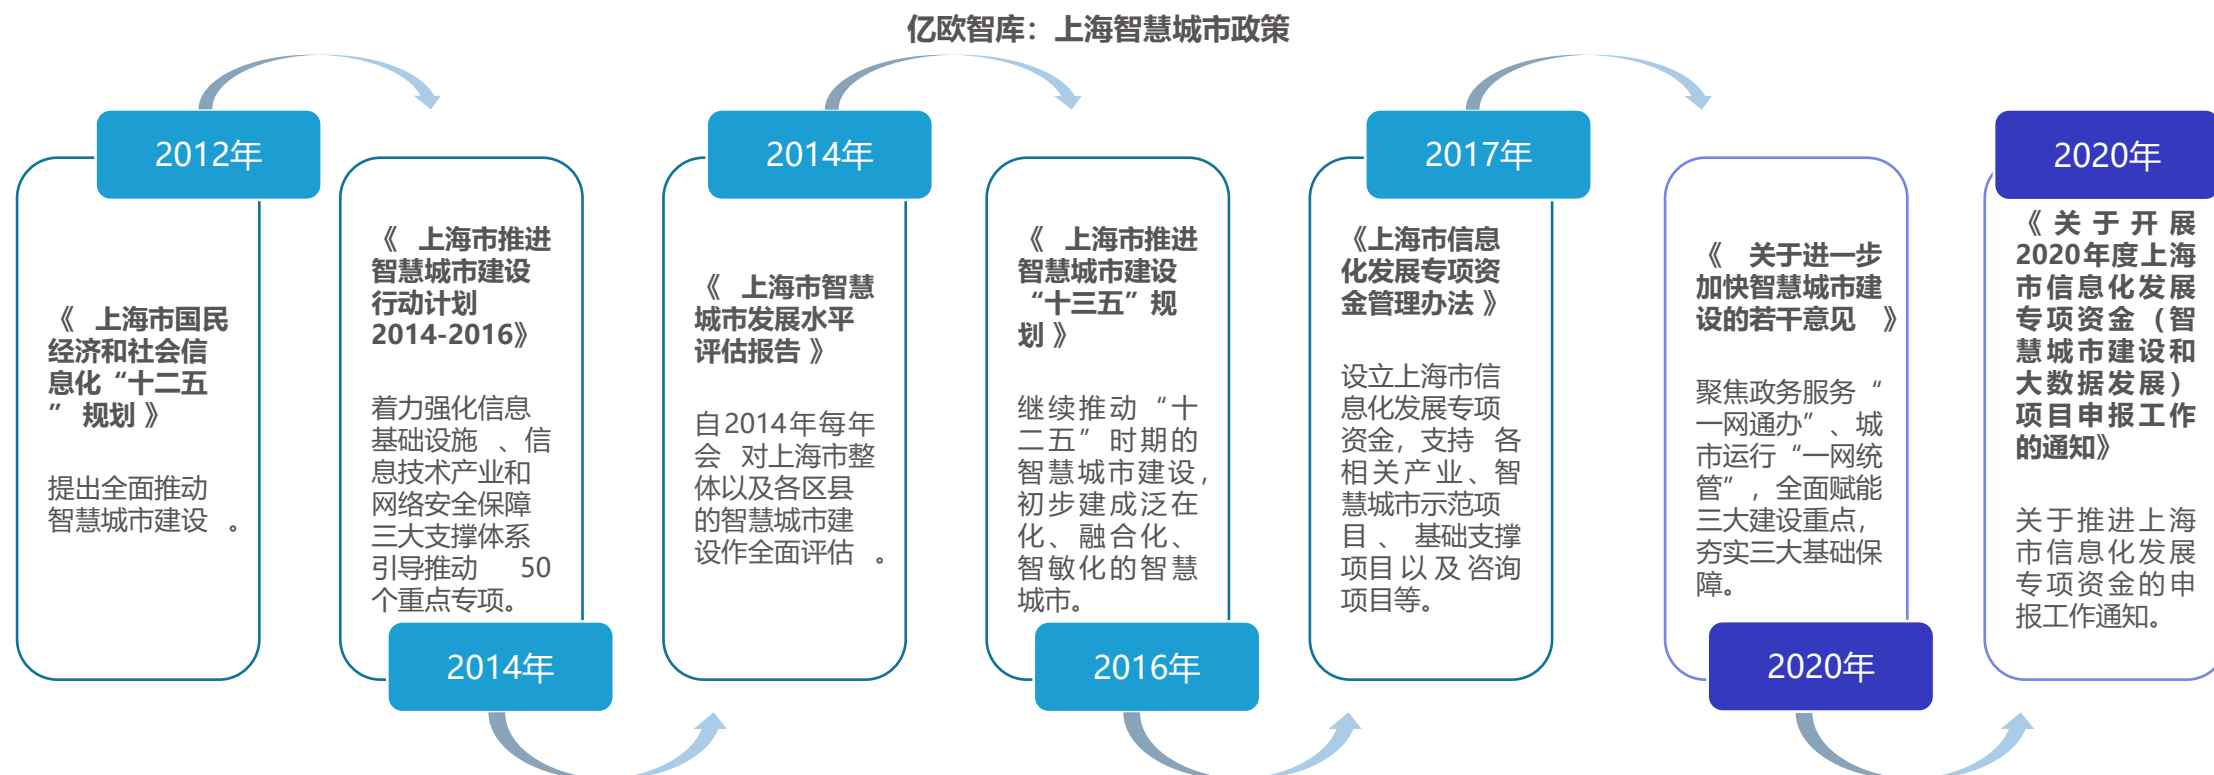 亿欧智库：上海智慧城市政策
2012年
《 上海市国民
经济和社会信
息化“十二五
” 规划 》
提出全面推动
智慧城市建设 。
《 上海市推进
智慧城市建设
行动计划
2014-2016》
着力强化信息
基础设施 、信
息技术产业和
网络安全保障
三大支撑体系
引导推动 50
个重点专项。
2014年
2014年
《 上海市智慧
城市发展水平
评估报告 》
自2014年每年
会 对上海市整
体以及各区县
的智慧城市建
设作全面评估 。
《 上海市推进
智慧城市建设
“十三五”规
划 》
继续推动“十
二五”时期的
智慧城市建设,
初步建成泛在
化、融合化、
智敏化的智慧
城市。
2016年
2017年
《上海市信息
化发展专项资
金管理办法 》
设立上海市信
息化发展专项
资金，支持 各
相关产业、智
慧城市示范项
目 、 基础支撑
项目以及咨询
项目等。
《 关于进一步
加快智慧城市建
设的若干意见 》
聚焦政务服务“
一网通办”、城
市运行“一网统
管”，全面赋能
三大建设重点，
夯实三大基础保
障。
2020年
2020年
《关于开展
2020年度上海
市信息化发展
专项资金（智
慧城市建设和
大数据发展）
项目申报工作
的通知》
关于推进上海
市信息化发展
专项资金的申
报工作通知。